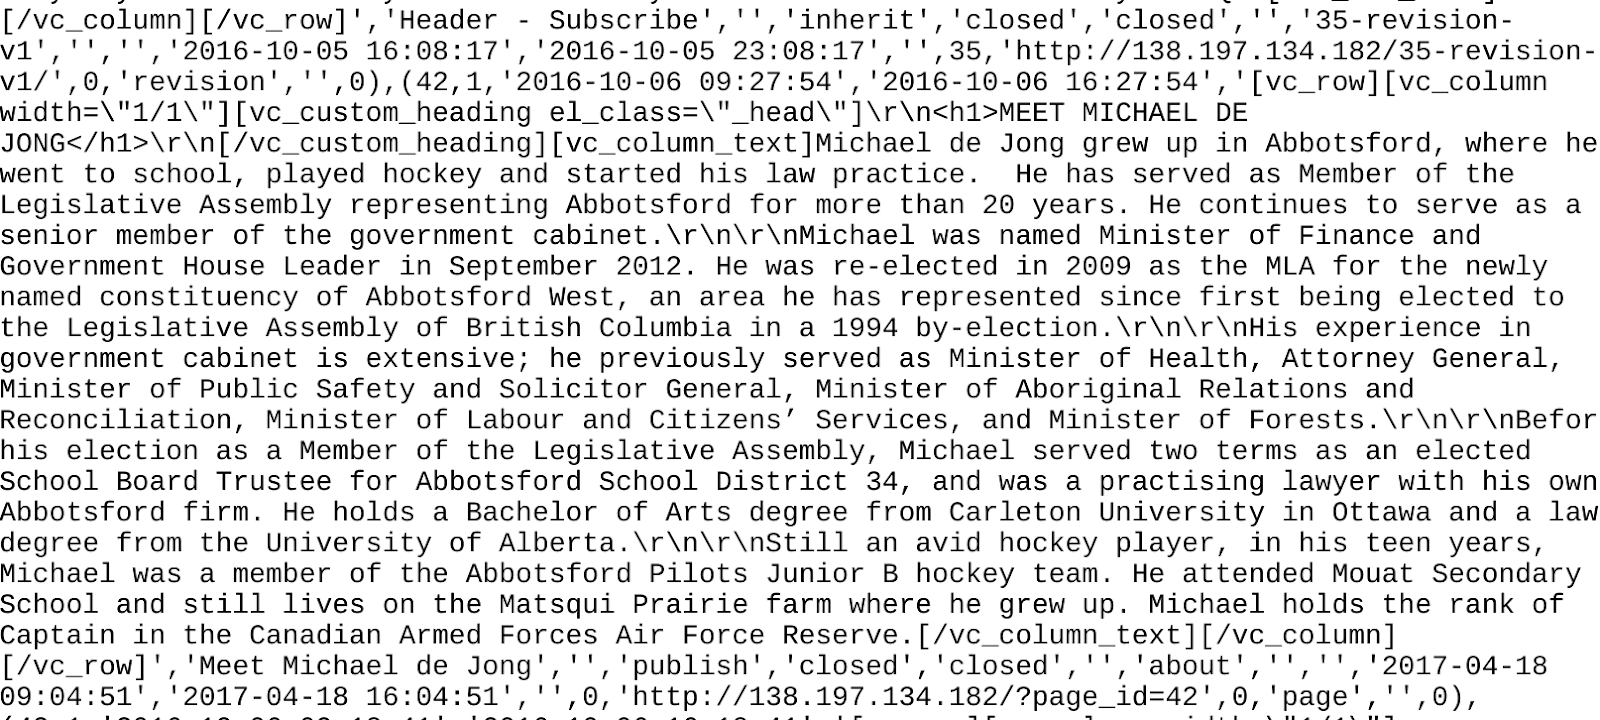 [/vc_column][/vc_row]','Header - Subscribe','','inherit','closed','closed','','35-revision-
v1','','','2016-10-05 16:08:17','2016-10-05 23:08:17','',35,'http://138.197.134.182/35-revision-
v1/',0,'revision','',0),(42,1,'2016-10-06 09:27:54','2016-10-06 16:27:54','[vc_row][vc_column
width=\"1/1\"][vc_custom_heading el_class=\"_head\"]\r\n<h1>MEET MICHAEL DE
JONG</h1>\r\n[/vc_custom_heading][vc_column_text]Michael de Jong grew up in Abbotsford, where he
went to school, played hockey and started his law practice.  He has served as Member of the
Legislative Assembly representing Abbotsford for more than 20 years. He continues to serve as a
senior member of the government cabinet.\r\n\r\nMichael was named Minister of Finance and
Government House Leader in September 2012. He was re-elected in 2009 as the MLA for the newly
named constituency of Abbotsford West, an area he has represented since first being elected to
the Legislative Assembly of British Columbia in a 1994 by-election.\r\n\r\nHis experience in
government cabinet is extensive; he previously served as Minister of Health, Attorney General,
Minister of Public Safety and Solicitor General, Minister of Aboriginal Relations and
Reconciliation, Minister of Labour and Citizens’ Services, and Minister of Forests.\r\n\r\nBefor
his election as a Member of the Legislative Assembly, Michael served two terms as an elected
School Board Trustee for Abbotsford School District 34, and was a practising lawyer with his own
Abbotsford firm. He holds a Bachelor of Arts degree from Carleton University in Ottawa and a law
degree from the University of Alberta.\r\n\r\nStill an avid hockey player, in his teen years,
Michael was a member of the Abbotsford Pilots Junior B hockey team. He attended Mouat Secondary
School and still lives on the Matsqui Prairie farm where he grew up. Michael holds the rank of
Captain in the Canadian Armed Forces Air Force Reserve.[/vc_column_text][/vc_column]
[/vc_row]','Meet Michael de Jong','','publish','closed','closed','','about','','','2017-04-18
09:04:51','2017-04-18 16:04:51','',0,'http://138.197.134.182/?page_id=42',0,'page','',0),